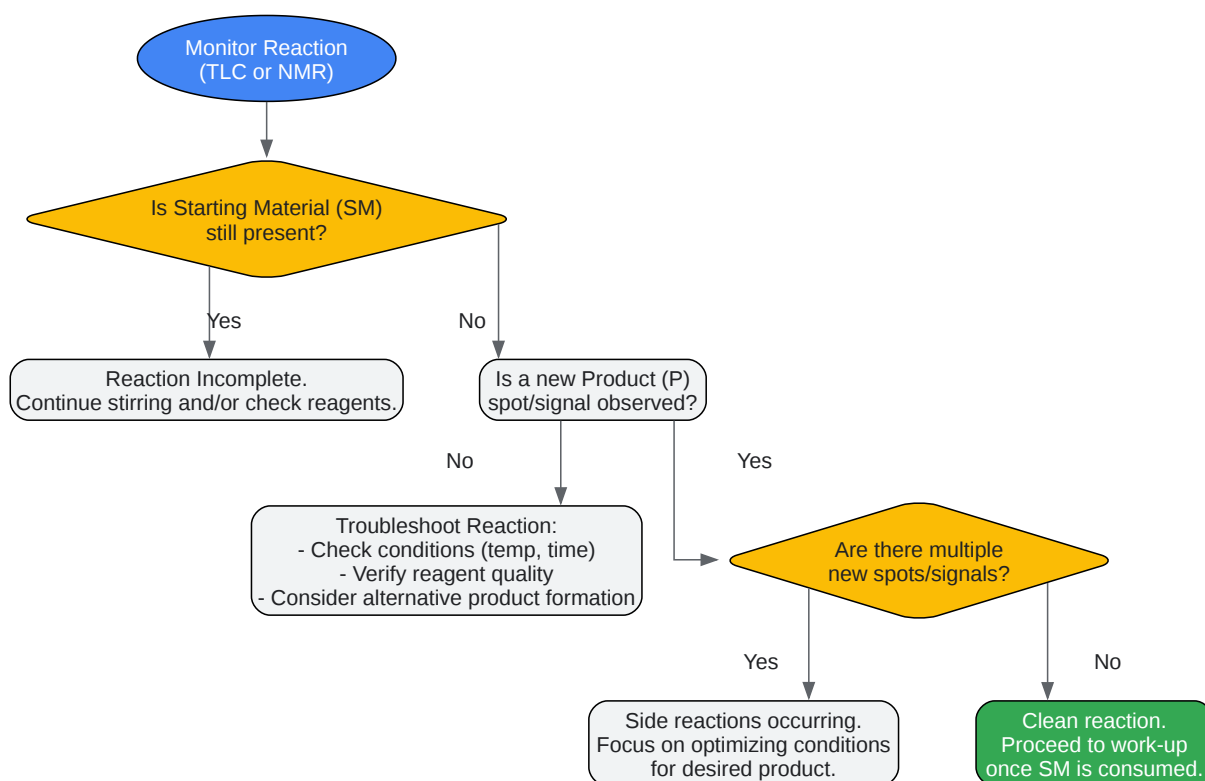 Monitor Reaction
(TLC or NMR)
Is Starting Material (SM)
still present?
Yes
No
Reaction Incomplete.
Continue stirring and/or check reagents.
Is a new Product (P)
spot/signal observed?
No
Yes
Troubleshoot Reaction:
- Check conditions (temp, time)
- Verify reagent quality
- Consider alternative product formation
Are there multiple
new spots/signals?
Yes
No
Side reactions occurring.
Focus on optimizing conditions
for desired product.
Clean reaction.
Proceed to work-up
once SM is consumed.